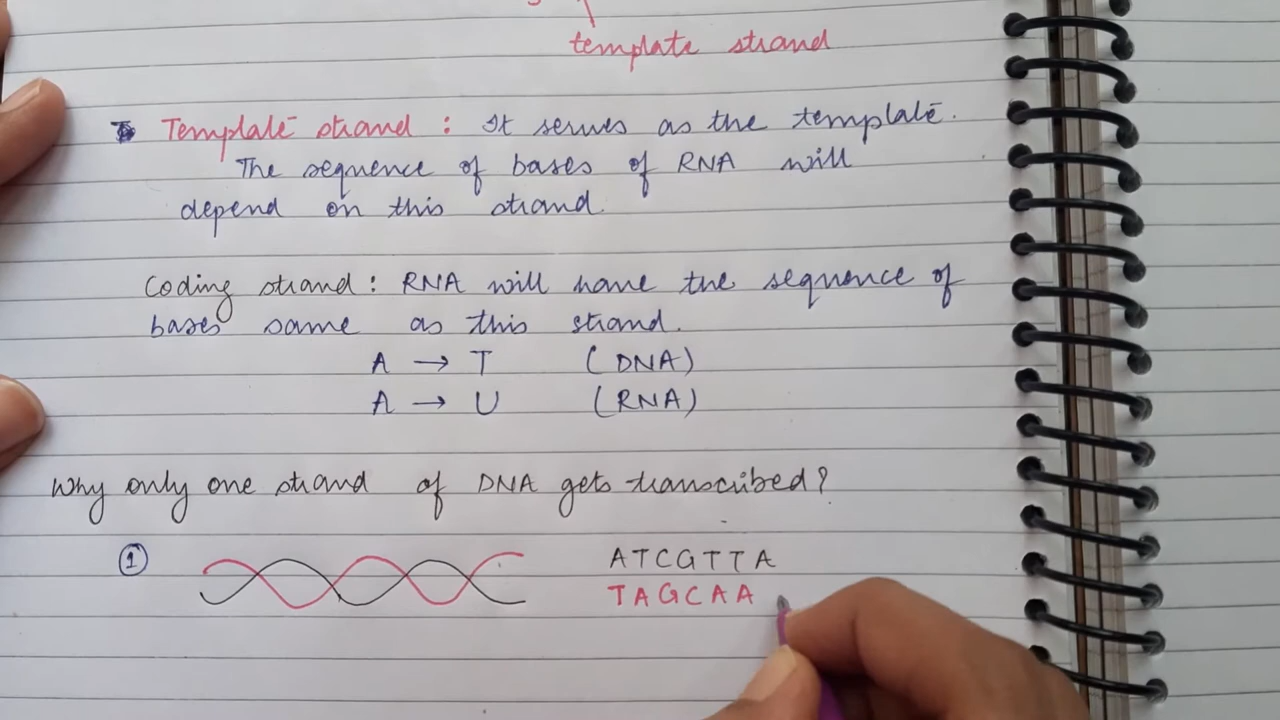 template strand
Template strand : It serves as the template.
The sequence of bases of RNA will
depend on this strand.
Coding strand : RNA will have the sequence of
bases same as this strand.
A → T (DNA)
A → U (RNA)
Why only one strand of DNA gets transcribed?
① ATCGTTA
TAGCAA